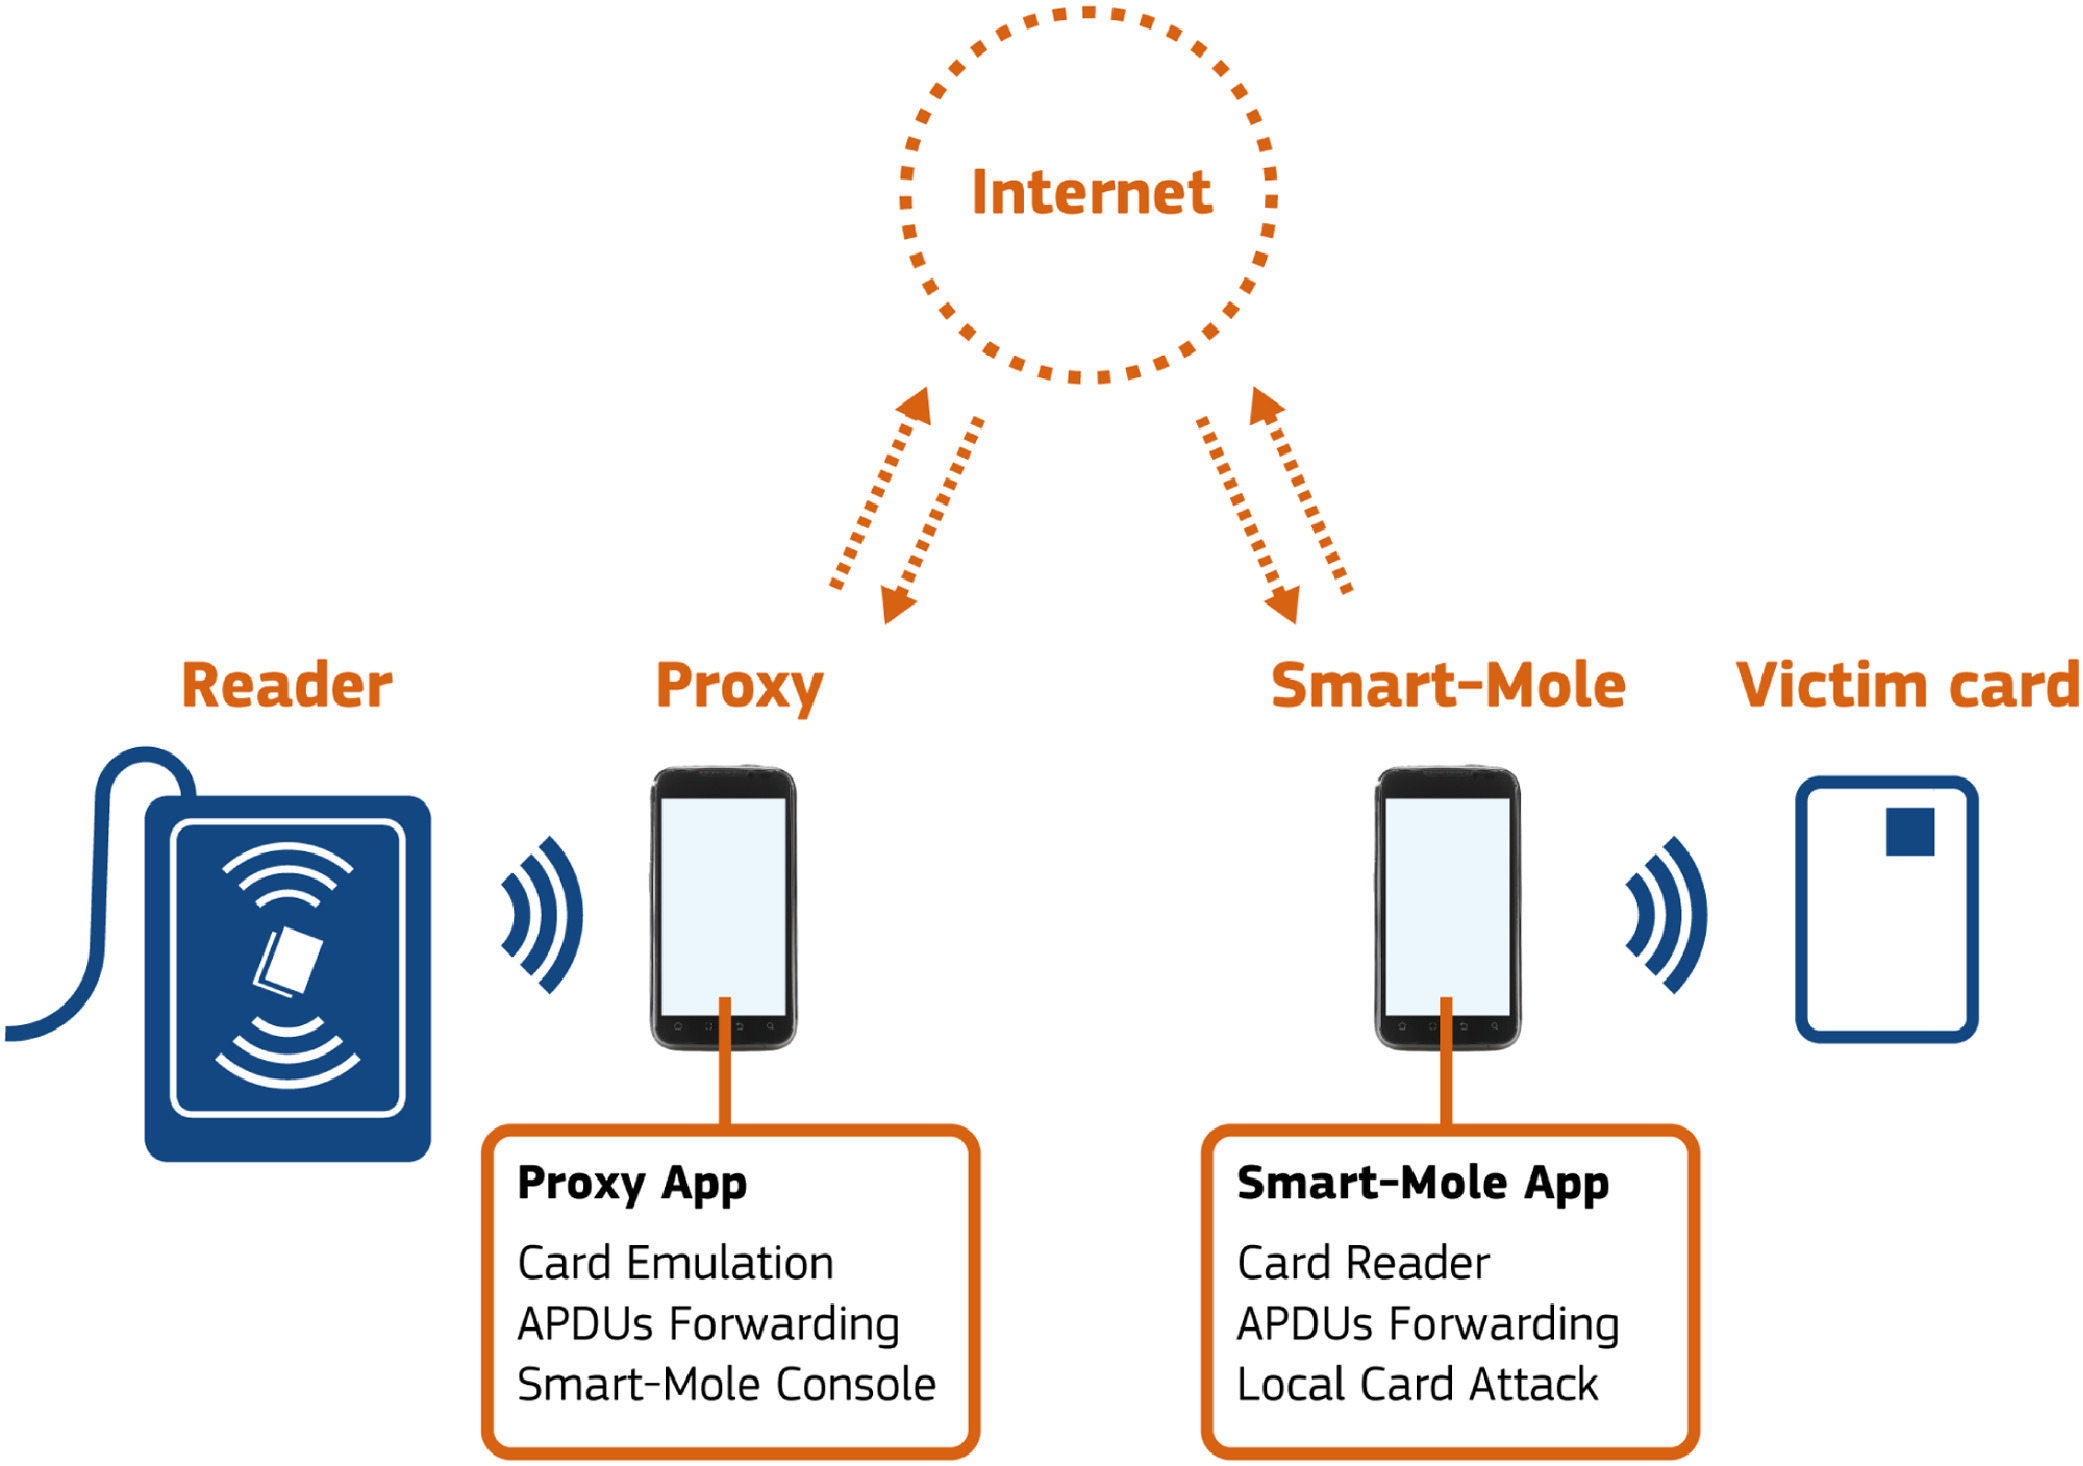 Internet
Reader
Proxy
Smart-Mole
Victim card
Proxy App
Card Emulation
APDUs Forwarding
Smart-Mole Console
Smart-Mole App
Card Reader
APDUs Forwarding
Local Card Attack